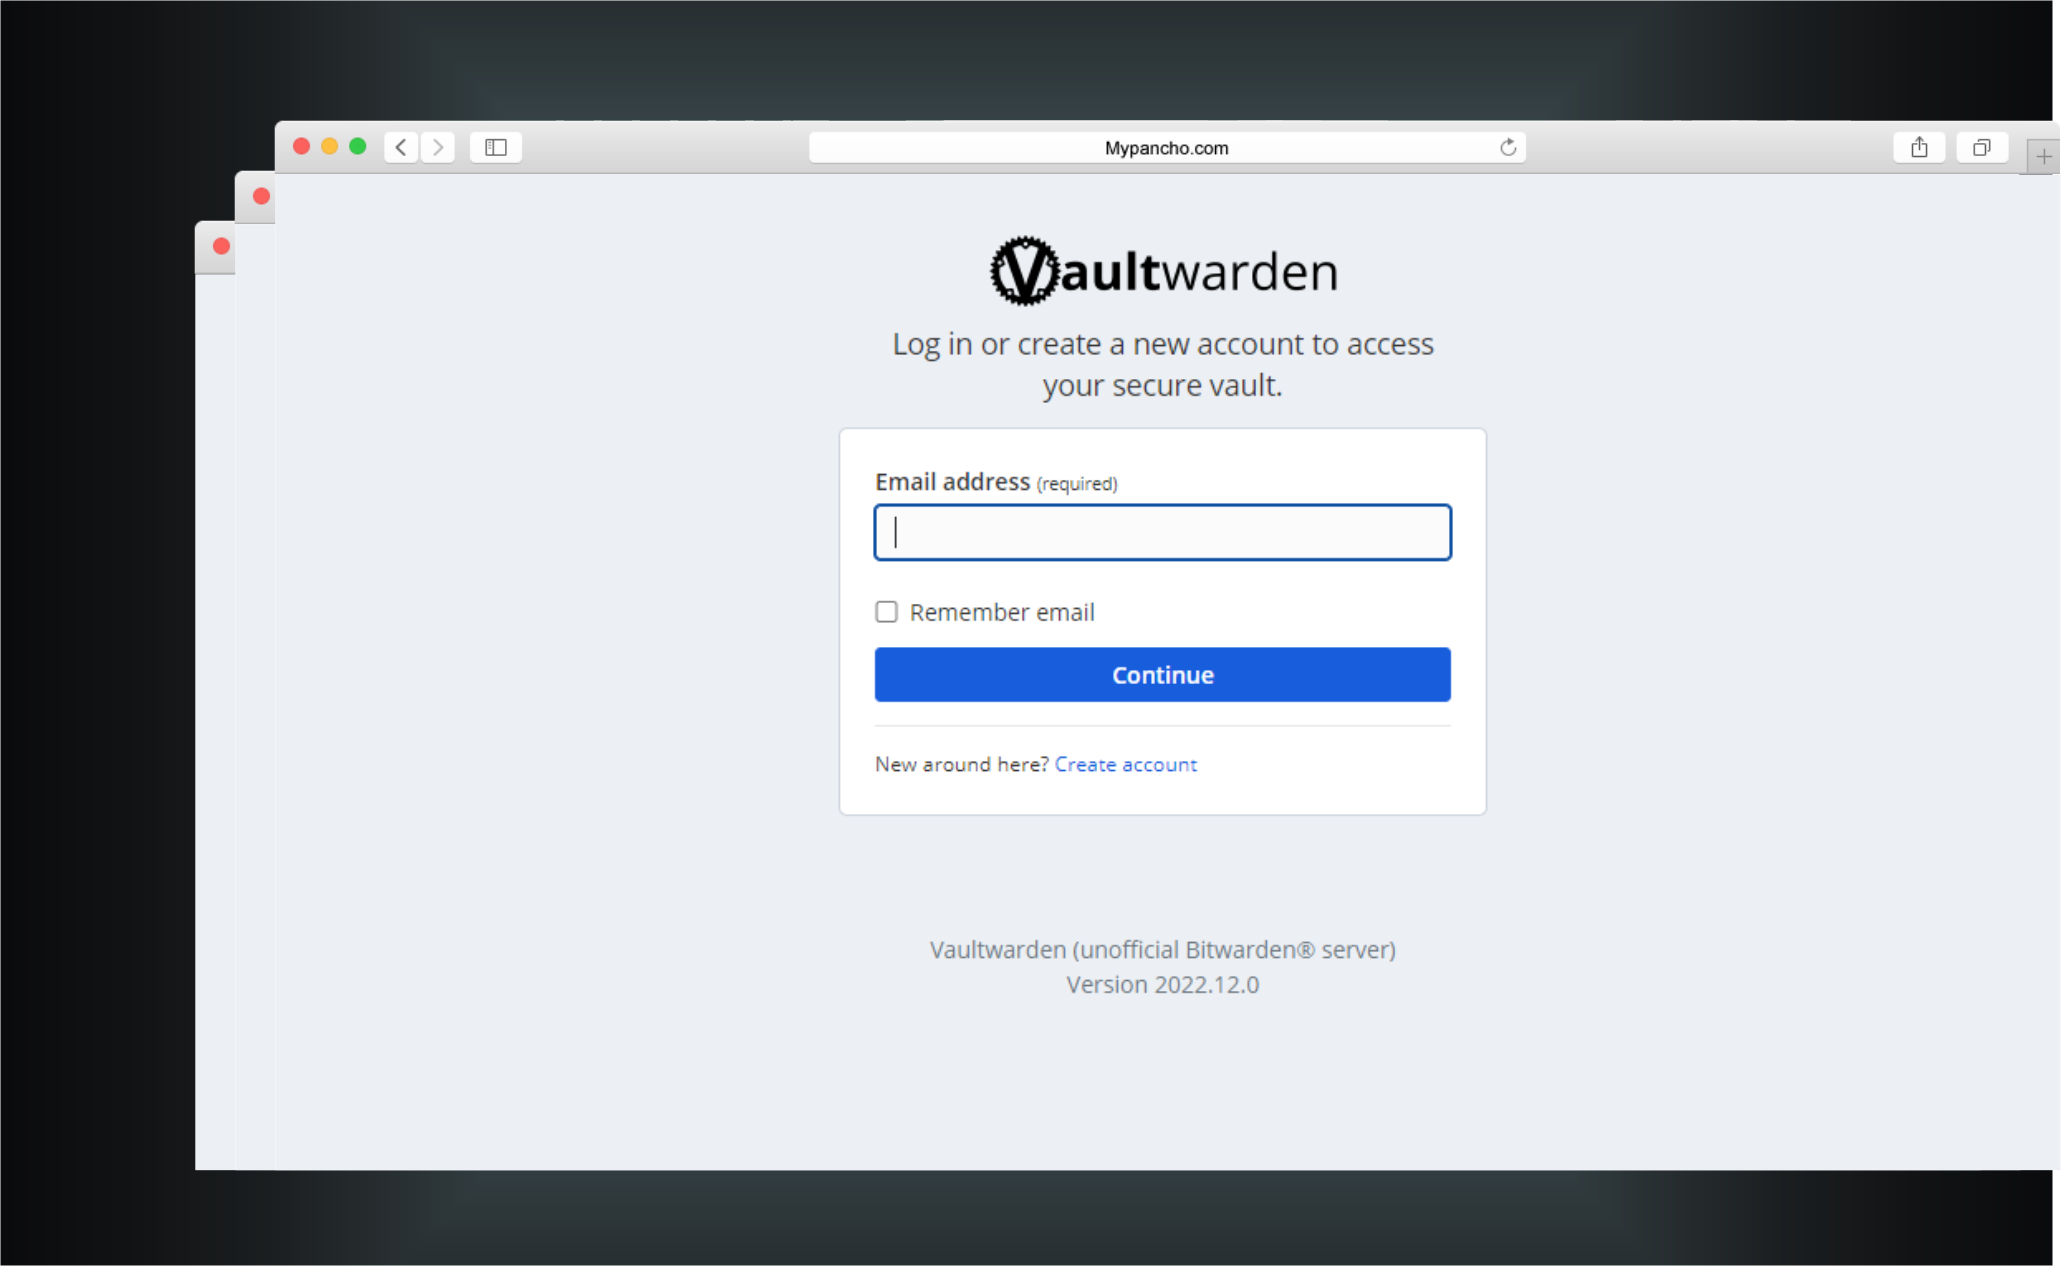 Mypancho.com
Vaultwarden
Log in or create a new account to access
your secure vault.
Email address (required)
Remember email
Continue
New around here? Create account
Vaultwarden (unofficial Bitwarden® server)
Version 2022.12.0